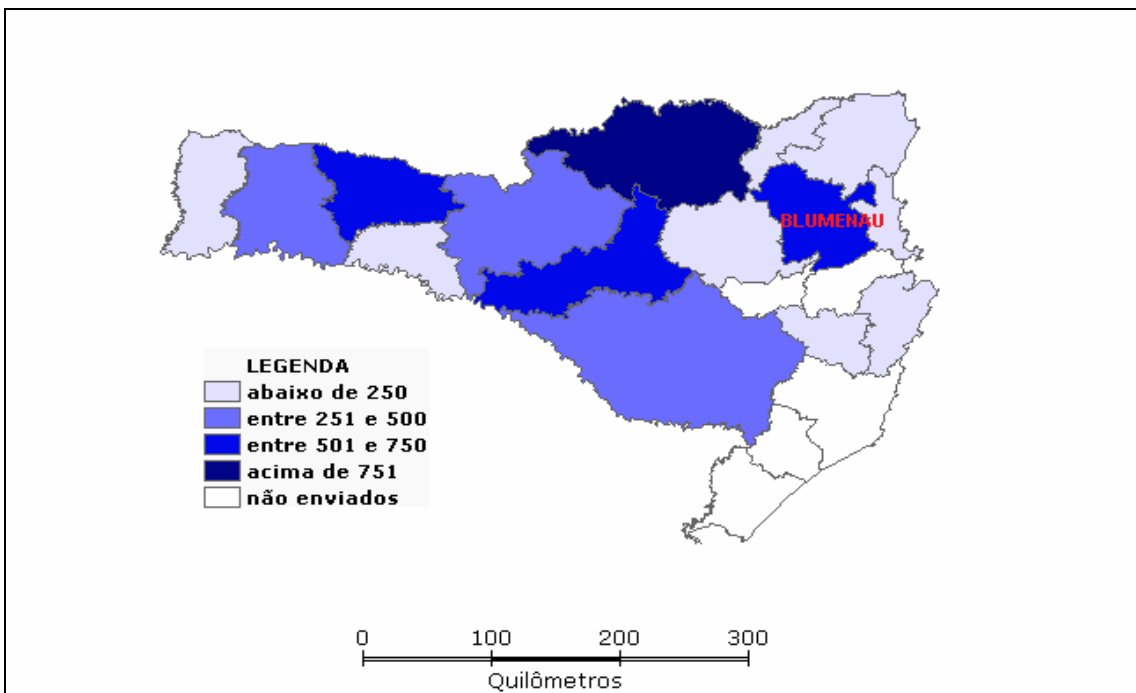 BLUMENAU
LEGENDA
abaixo de 250
entre 251 e 500
entre 501 e 750
acima de 751
não enviados
0 100 200 300
Quilômetros